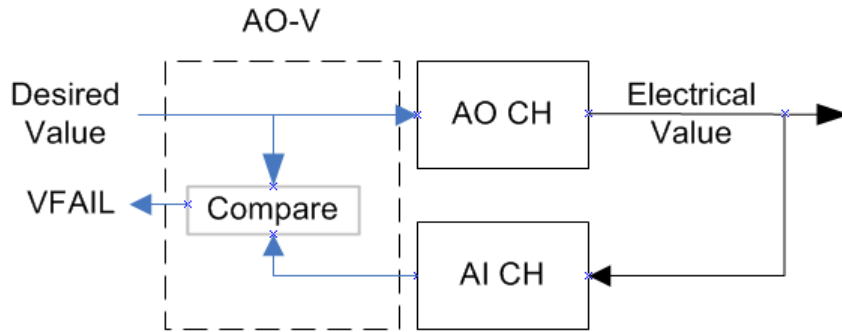 AO-V
Desired
Value
AO CH
Electrical
Value
VFAIL
Compare
AI CH